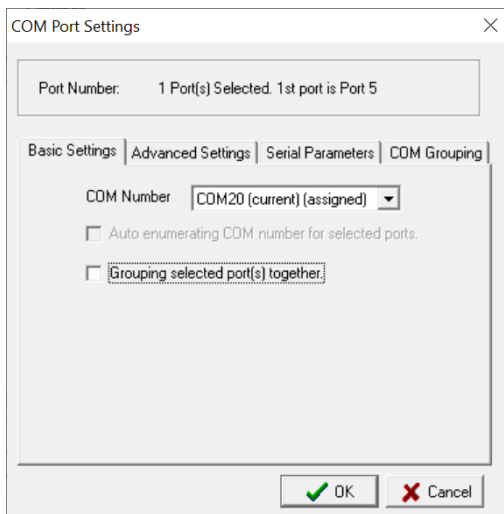 COM Port Settings
Port Number: 1 Port(s) Selected. 1st port is Port 5
Basic Settings Advanced Settings Serial Parameters COM Grouping
COM Number COM20 (current) (assigned)
Auto enumerating COM number for selected ports.
Grouping selected port(s) together.
OK Cancel